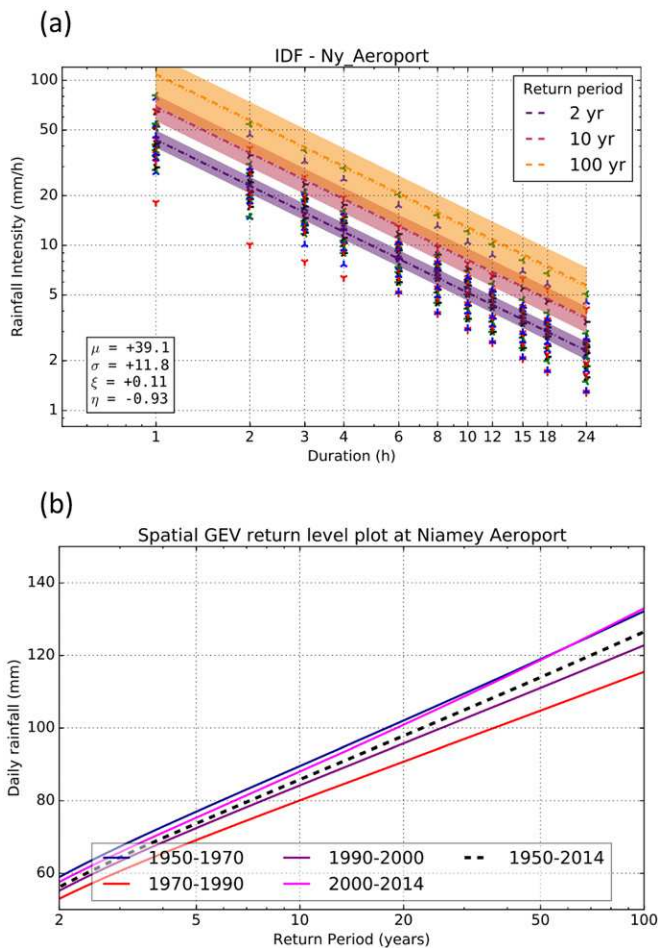 (a)
IDF - Ny_Aeroport
Return period
2 yr
10 yr
100 yr
100
50
20
10
5
2
1
Rainfall Intensity (mm/h)
μ = +39.1
σ = +11.8
ξ = +0.11
η = -0.93
1 2 3 4 6 8 10 12 15 18 24
Duration (h)
(b)
Spatial GEV return level plot at Niamey Aeroport
140
120
100
80
60
Daily rainfall (mm)
1950-1970 1990-2000 1950-2014
1970-1990 2000-2014
2 5 10 20 50 100
Return Period (years)